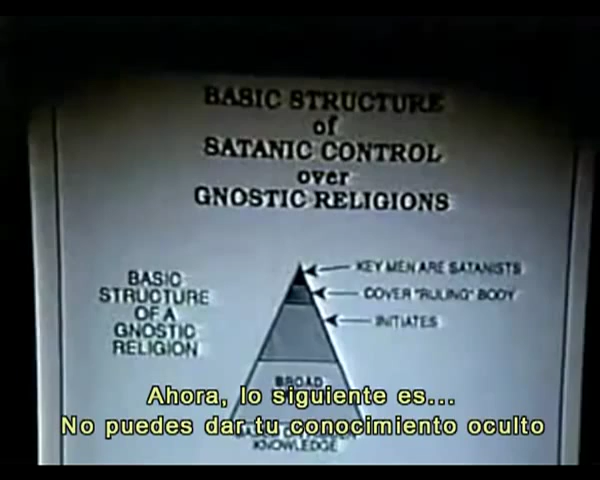 BASIC STRUCTURE
of
SATANIC CONTROL
over
GNOSTIC RELIGIONS
BASIC
STRUCTURE
OF A
GNOSTIC
RELIGION
KEY MEN ARE SATANISTS
COVER "RULING" BODY
INITIATES
BROAD
KNOWLEDGE
Ahora, lo siguiente es...
No puedes dar tu conocimiento oculto